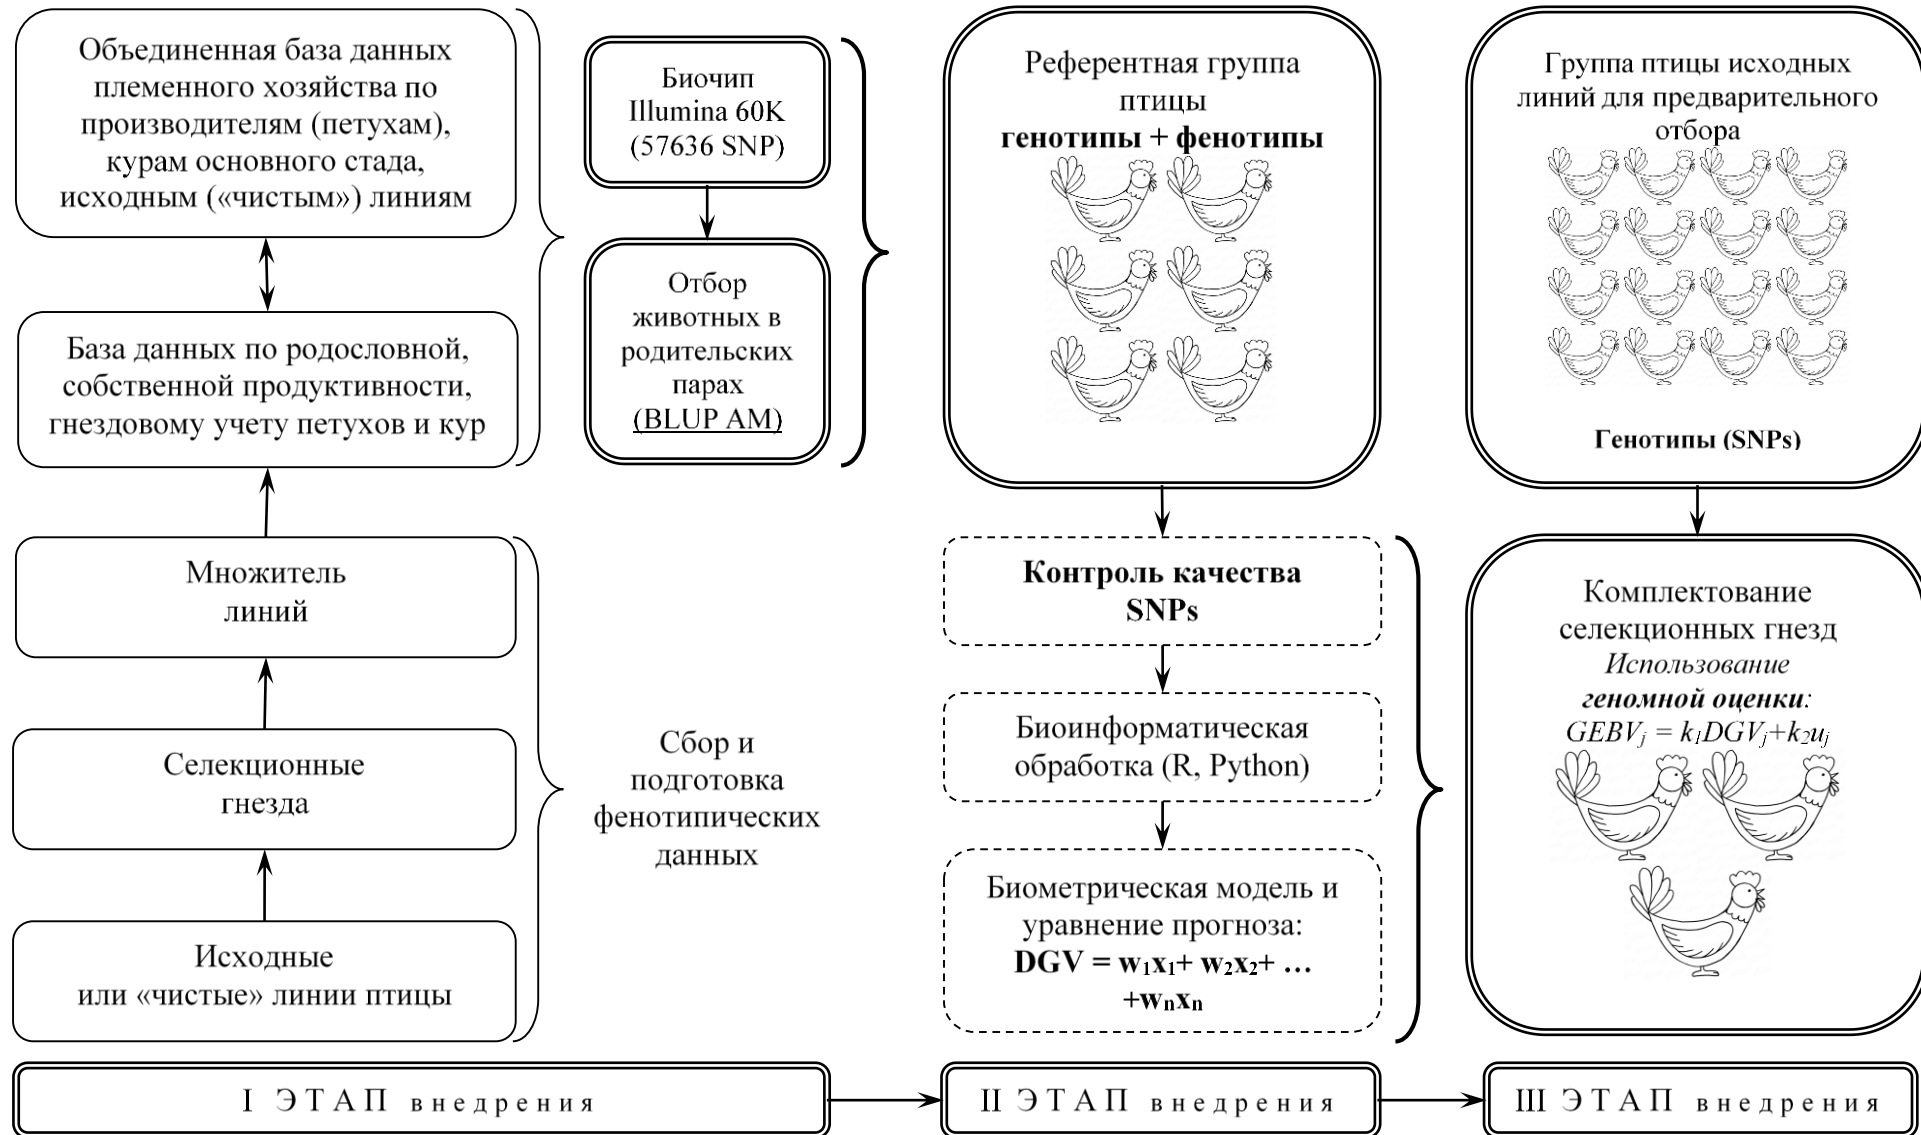 Объединенная база данных
племенного хозяйства по
производителям (петухам),
курам основного стада,
исходным («чистым») линиям
База данных по родословной,
собственной продуктивности,
гнездовому учету петухов и кур
Множитель
линий
Селекционные
гнезда
Исходные
или «чистые» линии птицы
Биочип
Illumina 60K
(57636 SNP)
Отбор
животных в
родительских
парах
(BLUP AM)
Сбор и
подготовка
фенотипических
данных
Референтная группа
птицы
генотипы + фенотипы
Контроль качества
SNPs
Биоинформатическая
обработка (R, Python)
Биометрическая модель и
уравнение прогноза:
DGV = w₁x₁+ w₂x₂+ …
+wₙxₙ
Группа птицы исходных
линий для предварительного
отбора
Генотипы (SNPs)
Комплектование
селекционных гнезд
Использование
геномной оценки:
GEBVⱼ = k₁DGVⱼ+k₂uⱼ
I ЭТАП внедрения
II ЭТАП внедрения
III ЭТАП внедрения